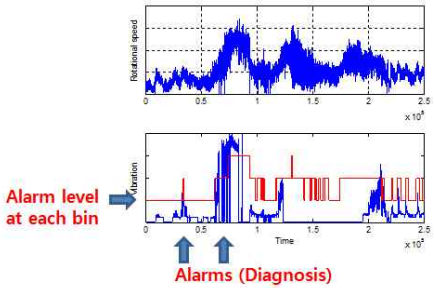 Rotational speed
0
0.5
1
1.5
2
2.5
x 10⁵
Vibration
Alarm level
at each bin
0
0.5
1
1.5
2
2.5
Time
x 10⁵
Alarms (Diagnosis)